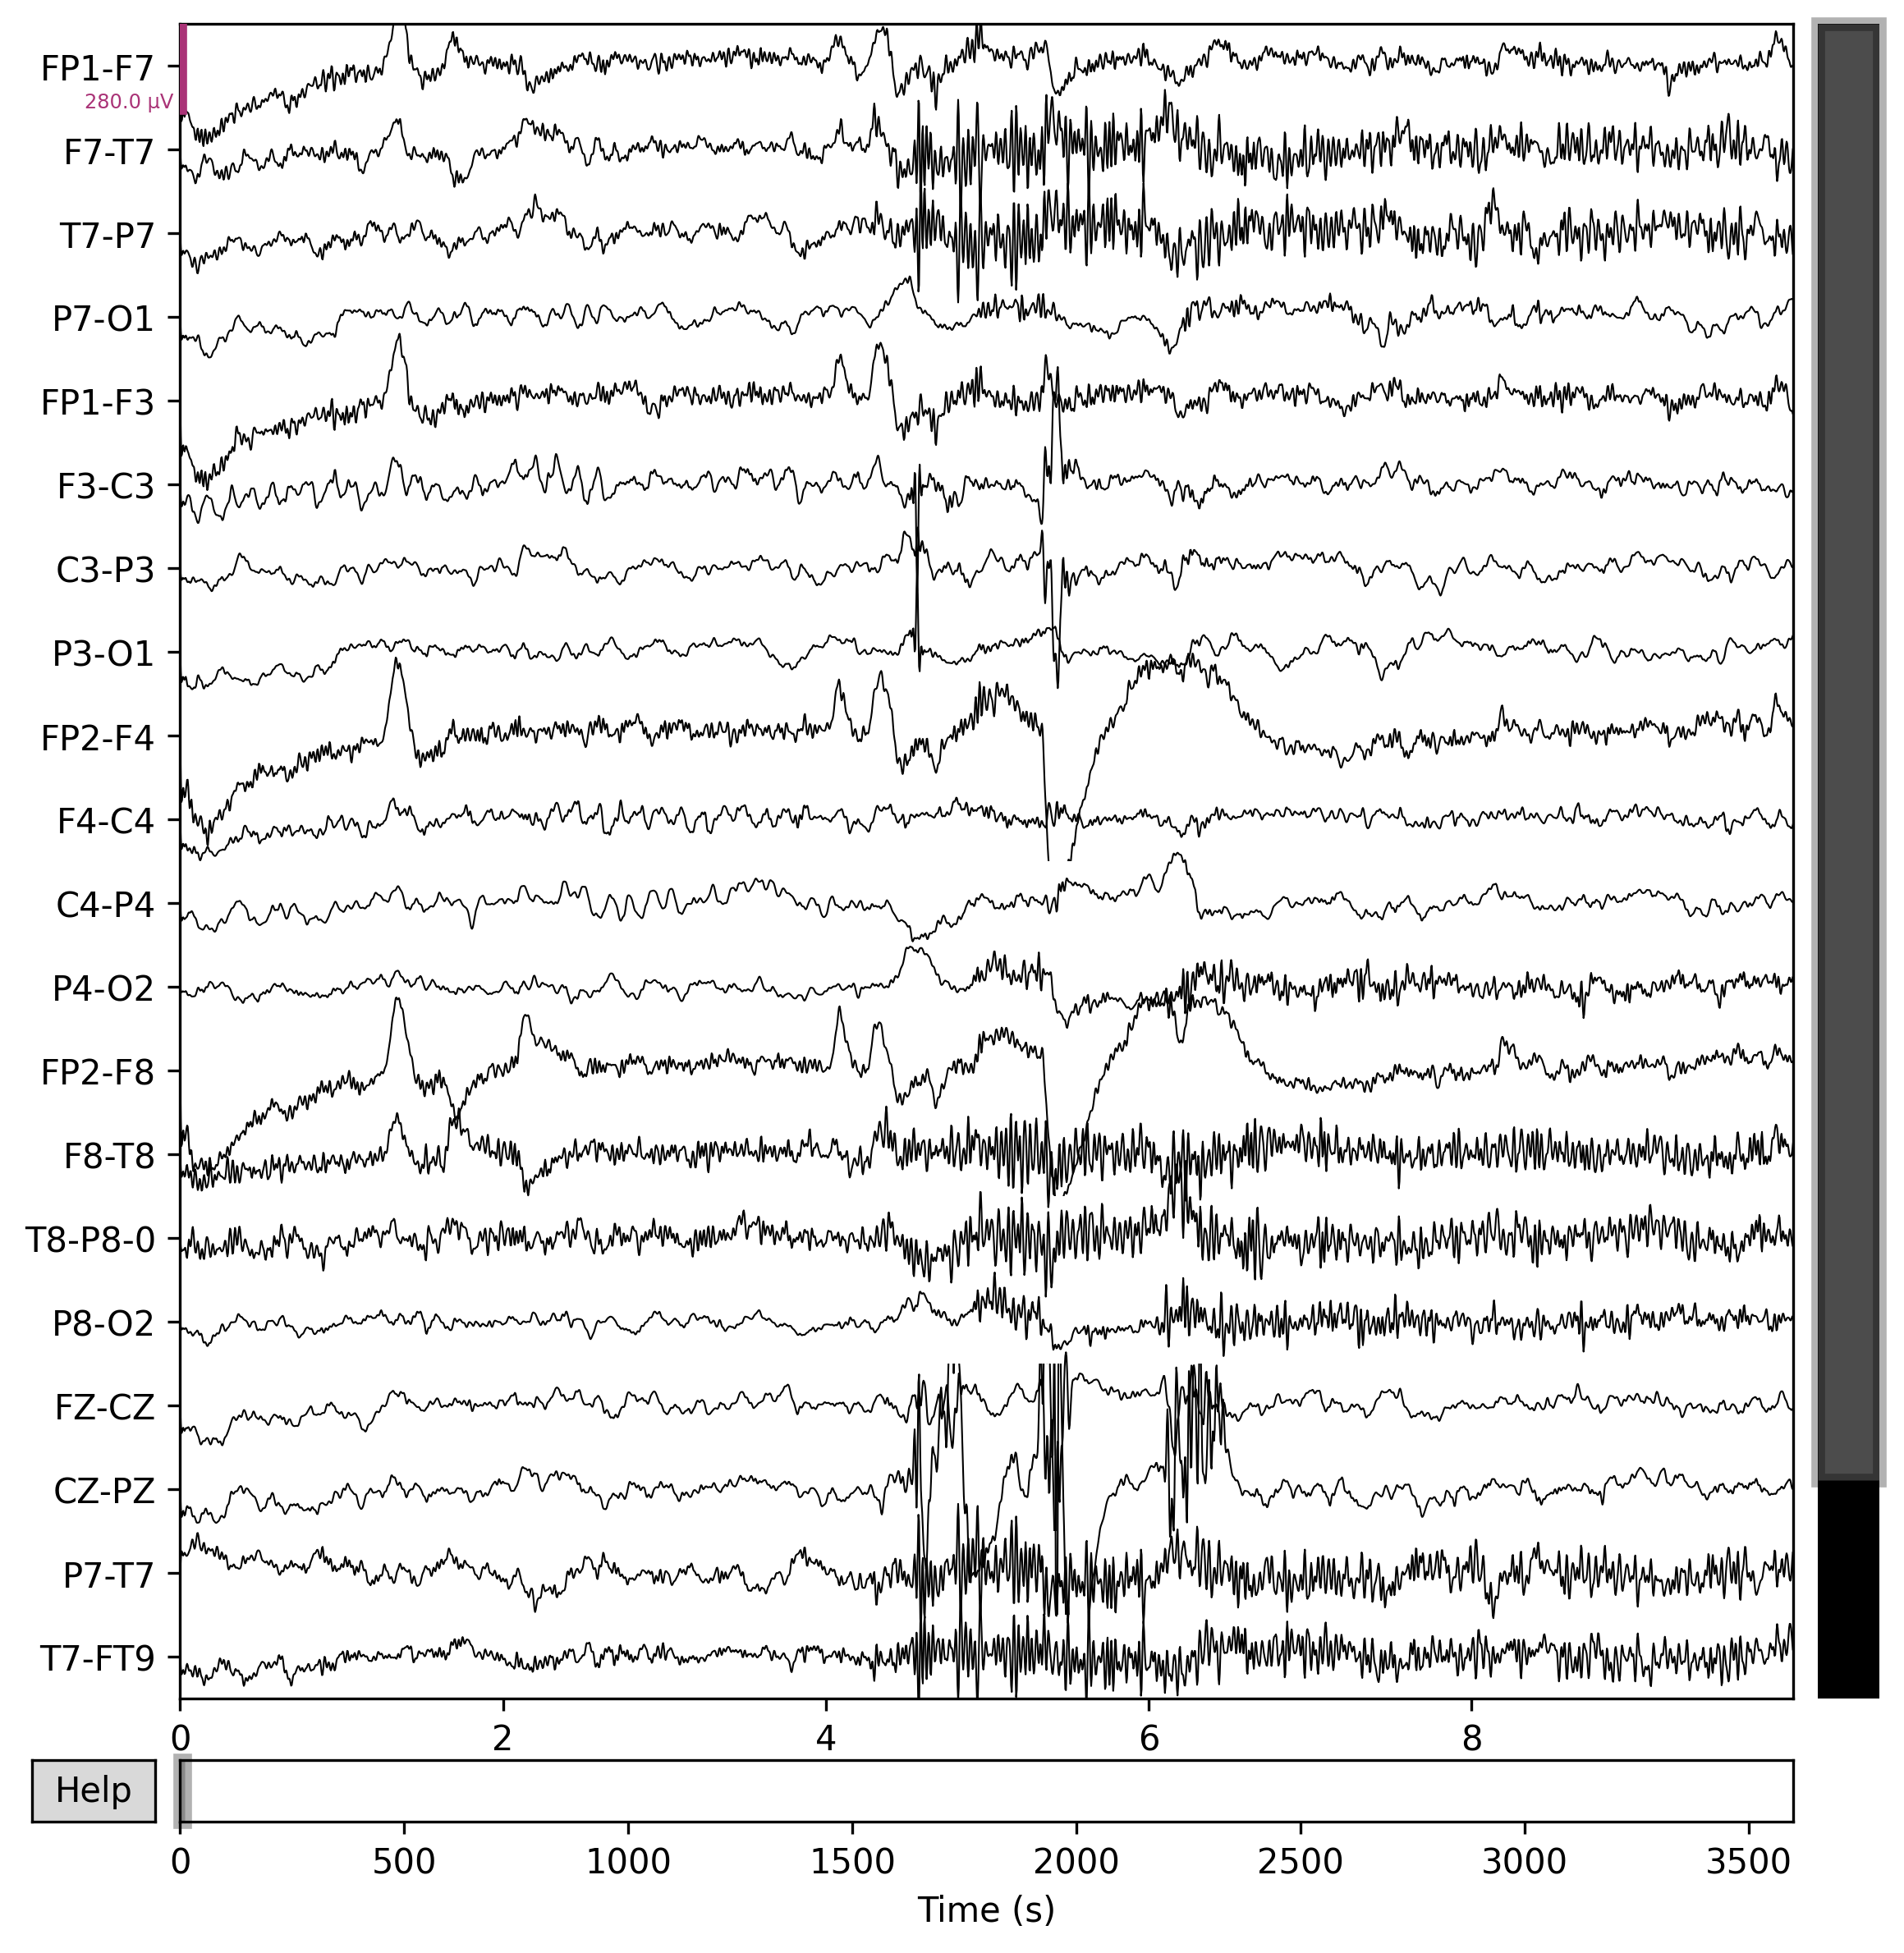 FP1-F7
280.0 µV
F7-T7
T7-P7
P7-O1
FP1-F3
F3-C3
C3-P3
P3-O1
FP2-F4
F4-C4
C4-P4
P4-O2
FP2-F8
F8-T8
T8-P8-0
P8-O2
FZ-CZ
CZ-PZ
P7-T7
T7-FT9
0 2 4 6 8
Help
0 500 1000 1500 2000 2500 3000 3500
Time (s)